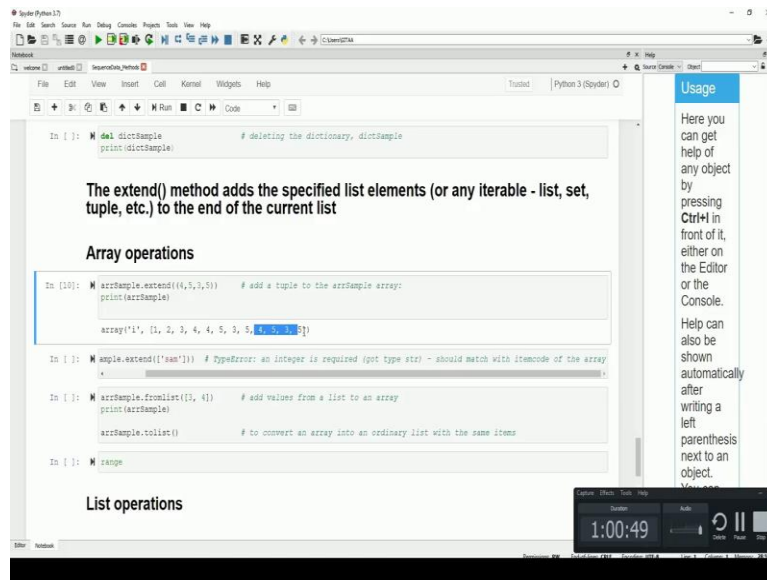 Spyder (Python 3.7)
File Edit Search Source Run Debug Consoles Projects Tools View Help
C:\Users\GITAA
Notebook
Help
welcome untitled1 SequenceData_Methods
Source Console Object
File Edit View Insert Cell Kernel Widgets Help
Trusted Python 3 (Spyder)
Run Code
Usage
In [ ]: del dictSample # deleting the dictionary, dictSample
print(dictSample)
The extend() method adds the specified list elements (or any iterable - list, set,
tuple, etc.) to the end of the current list
Array operations
In [10]: arrSample.extend((4,5,3,5)) # add a tuple to the arrSample array:
print(arrSample)
array('i', [1, 2, 3, 4, 4, 5, 3, 5, 4, 5, 3, 5])
In [ ]: ample.extend(['sam'])) # TypeError: an integer is required (got type str) - should match with itemcode of the array
In [ ]: arrSample.fromlist([3, 4]) # add values from a list to an array
print(arrSample)
arrSample.tolist() # to convert an array into an ordinary list with the same items
In [ ]: range
List operations
Here you
can get
help of
any object
by
pressing
Ctrl+I in
front of it,
either on
the Editor
or the
Console.
Help can
also be
shown
automatically
after
writing a
left
parenthesis
next to an
object.
You can
Capture Effects Tools Help
Duration Audio
1:00:49
Delete Pause Stop
Editor Notebook